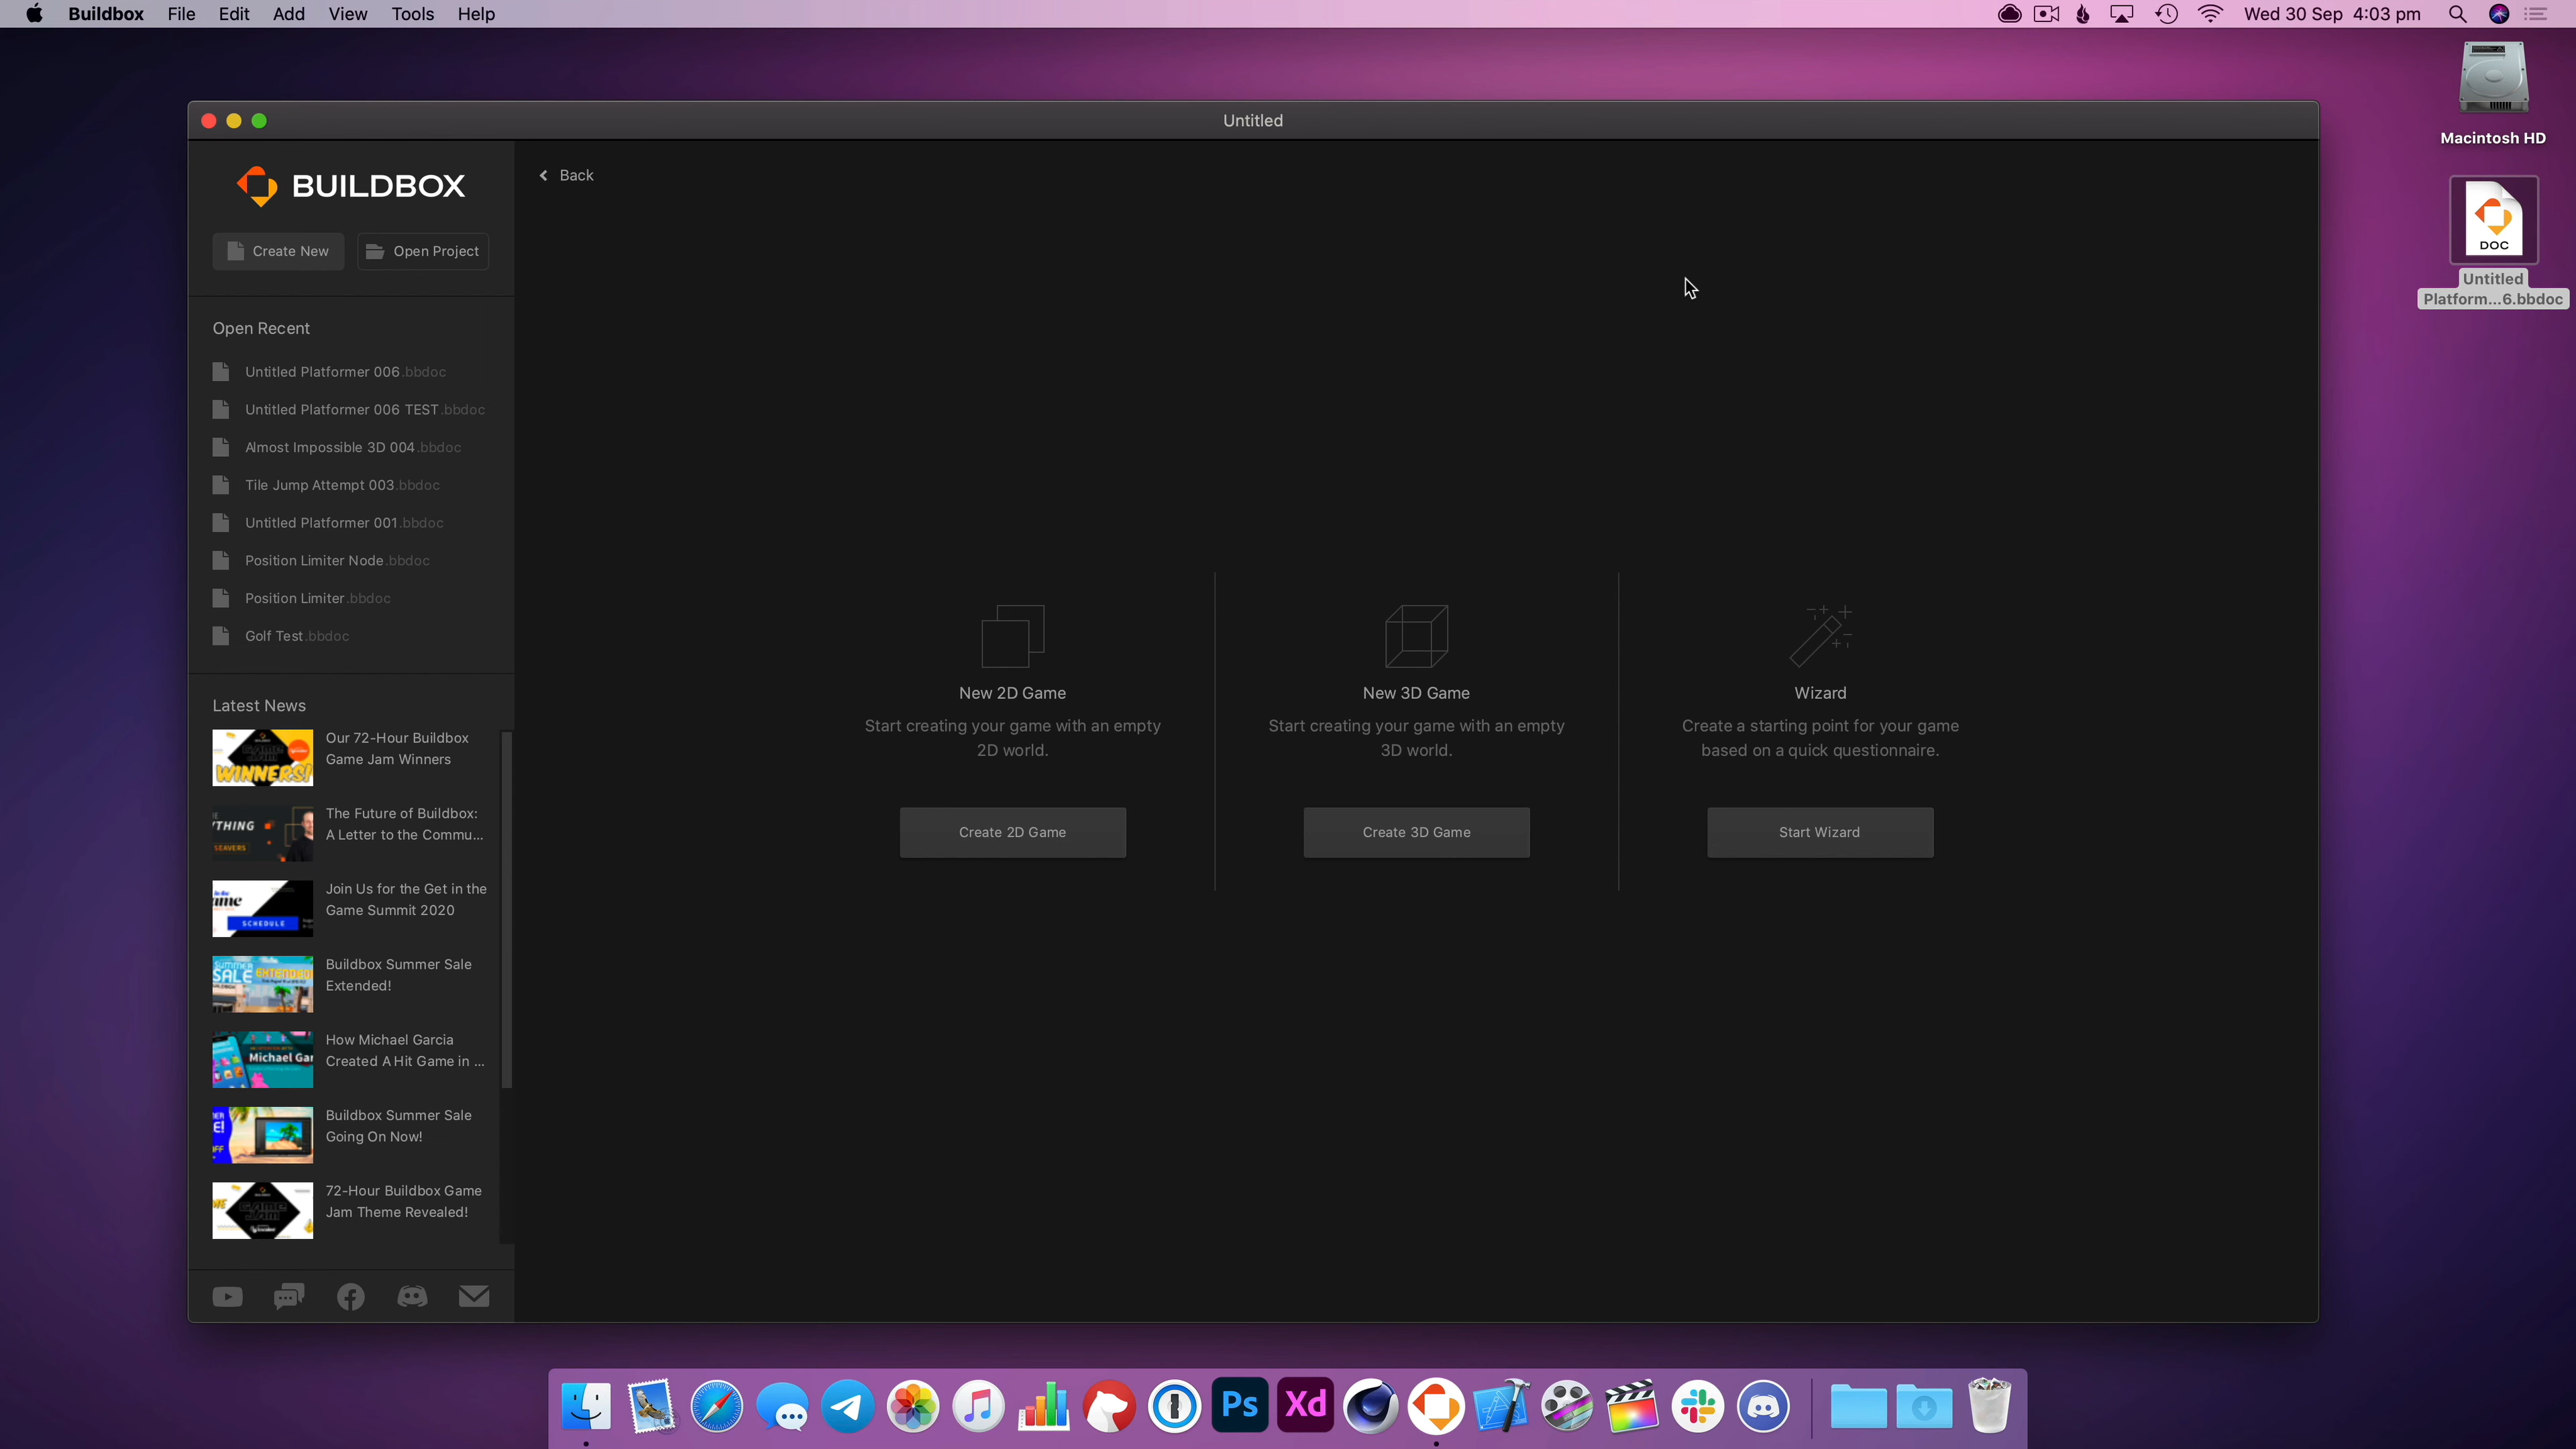 Buildbox File Edit View Add Tools Help
Wed 30 Sep 4:03 pm
Macintosh HD
DOC
Untitled
Platform...6.bbdoc
Untitled
BUILDBOX
Create New
Open Project
Back
Open Recent
Untitled Platformer 006.bbdoc
Untitled Platformer 006 TEST.bbdoc
Almost Impossible 3D 004.bbdoc
Tile Jump Attempt 003.bbdoc
Untitled Platformer 001.bbdoc
Position Limiter Node.bbdoc
Position Limiter.bbdoc
Golf Test.bbdoc
New 2D Game
Start creating your game with an empty
2D world.
Create 2D Game
New 3D Game
Start creating your game with an empty
3D world.
Create 3D Game
Wizard
Create a starting point for your game
based on a quick questionnaire.
Start Wizard
Latest News
WINNERS!
Our 72-Hour Buildbox
Game Jam Winners
YTHING
SEAVERS
The Future of Buildbox:
A Letter to the Commu...
SCHEDULE
Join Us for the Get in the
Game Summit 2020
SUMMER
SALE
Buildbox Summer Sale
Extended!
Michael Gar
How Michael Garcia
Created A Hit Game in ...
Buildbox Summer Sale
Going On Now!
72-Hour Buildbox Game
Jam Theme Revealed!
Ps
Xd